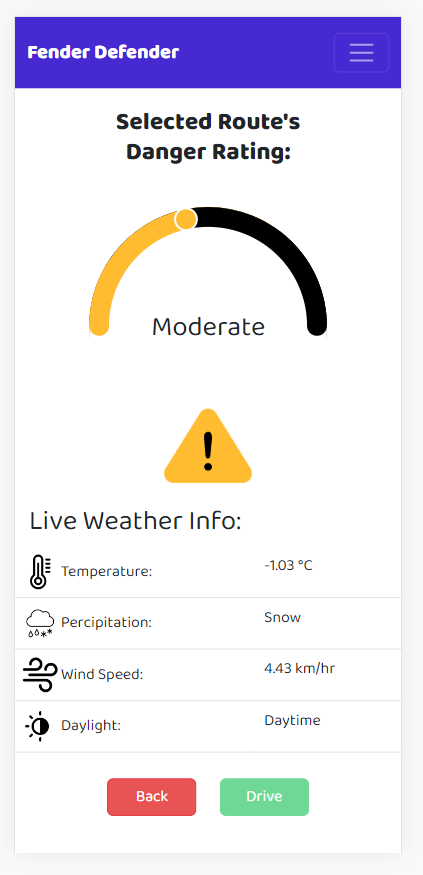 Fender Defender
Selected Route's
Danger Rating:
Moderate
!
Live Weather Info:
Temperature: -1.03 °C
Percipitation: Snow
Wind Speed: 4.43 km/hr
Daylight: Daytime
Back Drive